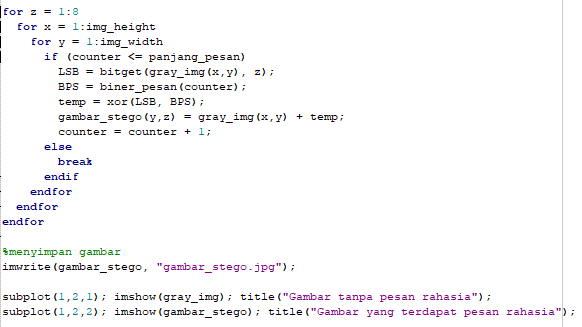 for z = 1:8
for x = 1:img_height
for y = 1:img_width
if (counter <= panjang_pesan)
LSB = bitget(gray_img(x,y), z);
BPS = biner_pesan(counter);
temp = xor(LSB, BPS);
gambar_stego(y,z) = gray_img(x,y) + temp;
counter = counter + 1;
else
break
endif
endfor
endfor
endfor
%menyimpan gambar
imwrite(gambar_stego, "gambar_stego.jpg");
subplot(1,2,1); imshow(gray_img); title("Gambar tanpa pesan rahasia");
subplot(1,2,2); imshow(gambar_stego); title("Gambar yang terdapat pesan rahasia");